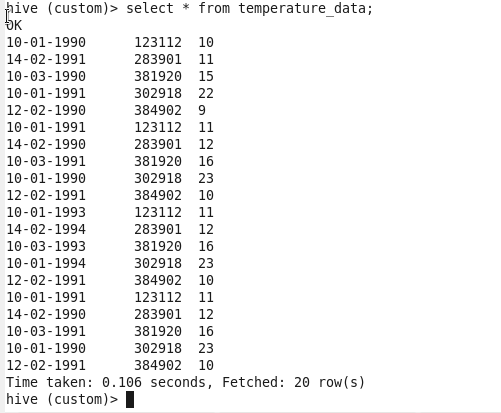 hive (custom)> select * from temperature_data;
OK
10-01-1990 123112 10
14-02-1991 283901 11
10-03-1990 381920 15
10-01-1991 302918 22
12-02-1990 384902 9
10-01-1991 123112 11
14-02-1990 283901 12
10-03-1991 381920 16
10-01-1990 302918 23
12-02-1991 384902 10
10-01-1993 123112 11
14-02-1994 283901 12
10-03-1993 381920 16
10-01-1994 302918 23
12-02-1991 384902 10
10-01-1991 123112 11
14-02-1990 283901 12
10-03-1991 381920 16
10-01-1990 302918 23
12-02-1991 384902 10
Time taken: 0.106 seconds, Fetched: 20 row(s)
hive (custom)>